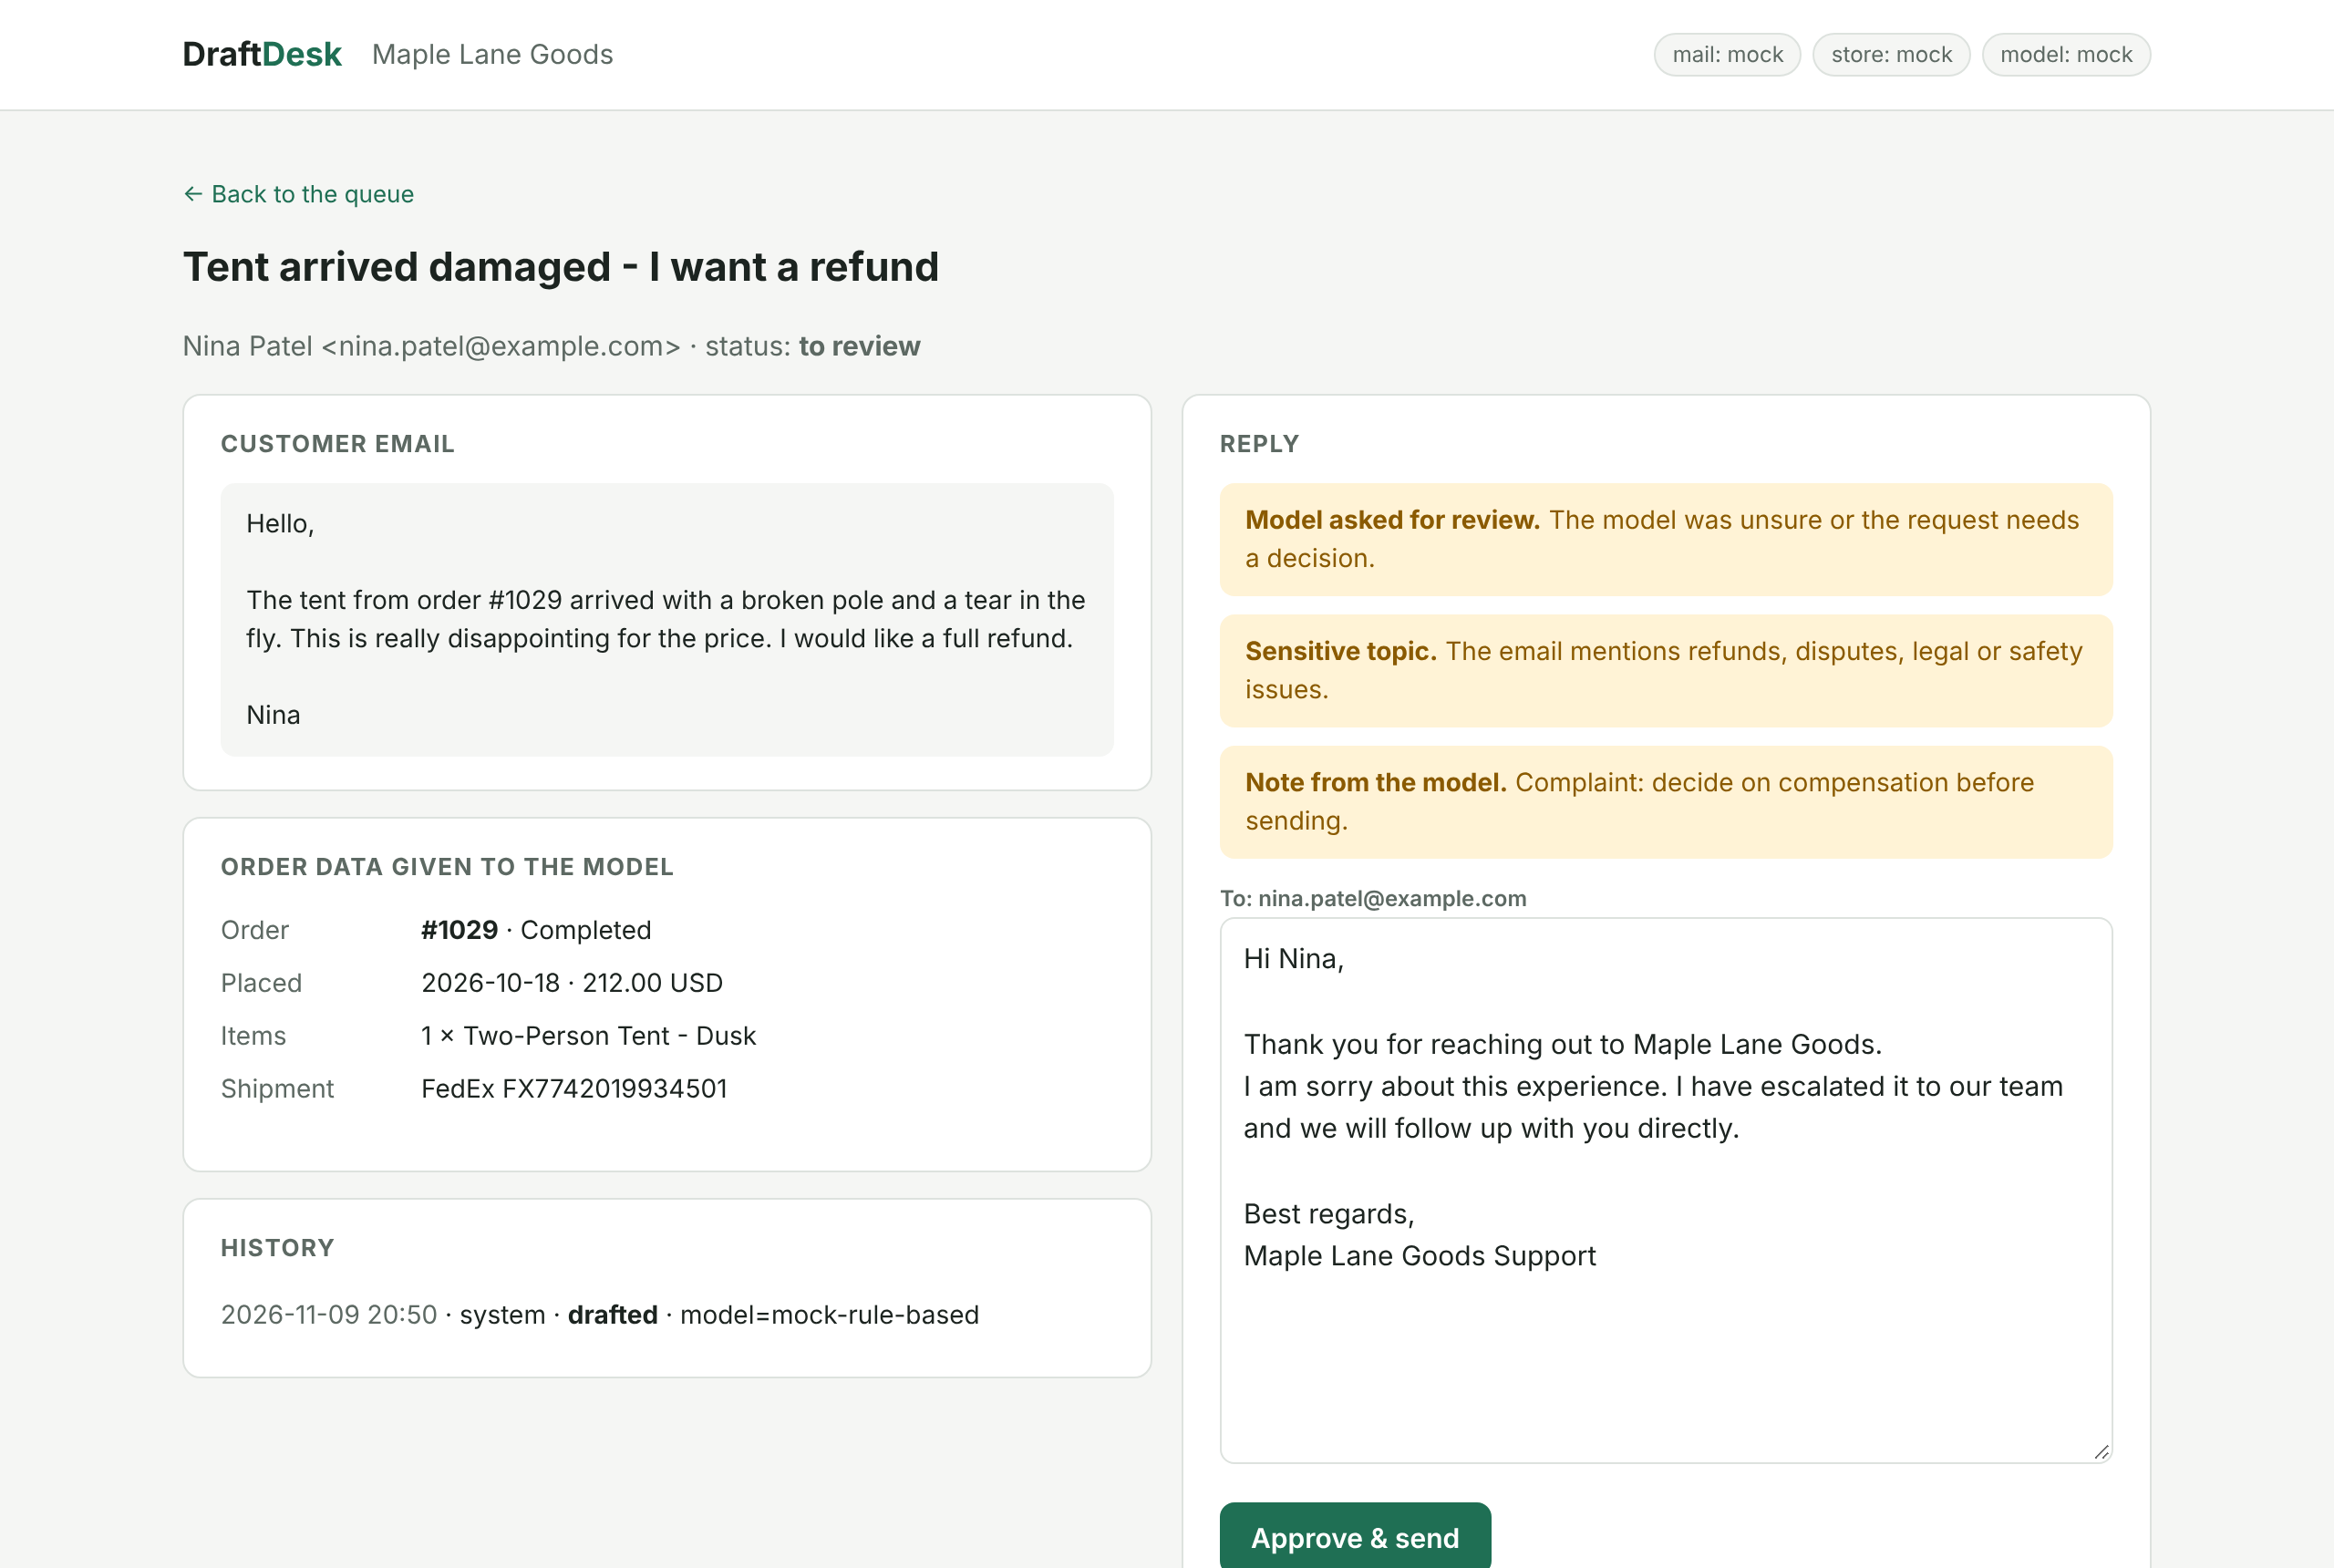 DraftDesk Maple Lane Goods
mail: mock
store: mock
model: mock
← Back to the queue
Tent arrived damaged - I want a refund
Nina Patel <nina.patel@example.com> · status: to review
CUSTOMER EMAIL
Hello,
The tent from order #1029 arrived with a broken pole and a tear in the
fly. This is really disappointing for the price. I would like a full refund.
Nina
ORDER DATA GIVEN TO THE MODEL
Order #1029 · Completed
Placed 2026-10-18 · 212.00 USD
Items 1 × Two-Person Tent - Dusk
Shipment FedEx FX7742019934501
HISTORY
2026-11-09 20:50 · system · drafted · model=mock-rule-based
REPLY
Model asked for review. The model was unsure or the request needs
a decision.
Sensitive topic. The email mentions refunds, disputes, legal or safety
issues.
Note from the model. Complaint: decide on compensation before
sending.
To: nina.patel@example.com
Hi Nina,
Thank you for reaching out to Maple Lane Goods.
I am sorry about this experience. I have escalated it to our team
and we will follow up with you directly.
Best regards,
Maple Lane Goods Support
Approve & send